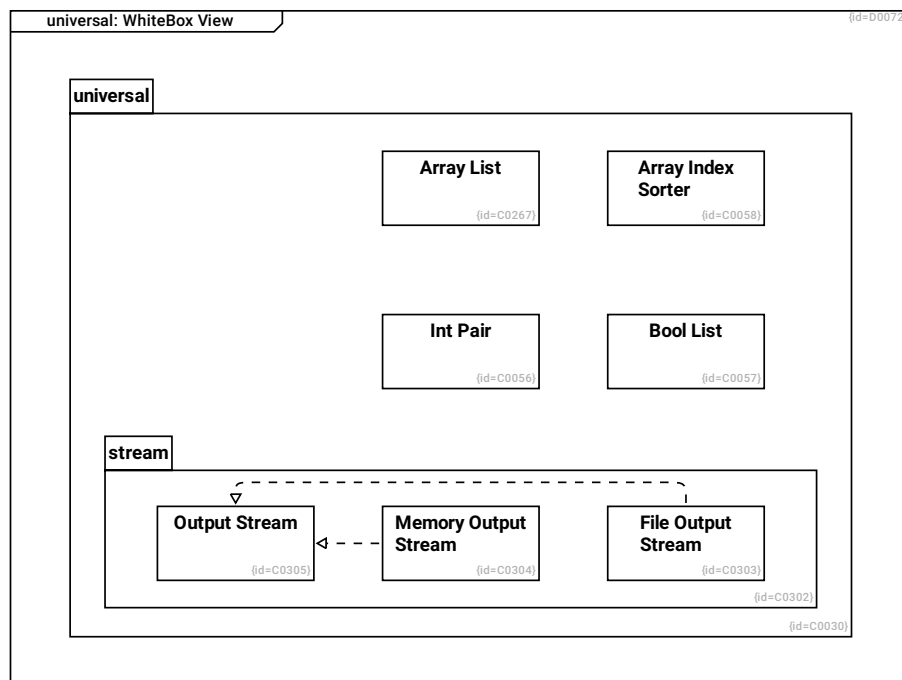 universal: WhiteBox View
{id=D0072
universal
Array List
{id=C0267}
Array Index
Sorter
{id=C0058}
Int Pair
{id=C0056}
Bool List
{id=C0057}
stream
Output Stream
{id=C0305}
Memory Output
Stream
{id=C0304}
File Output
Stream
{id=C0303}
{id=C0302}
{id=C0030}